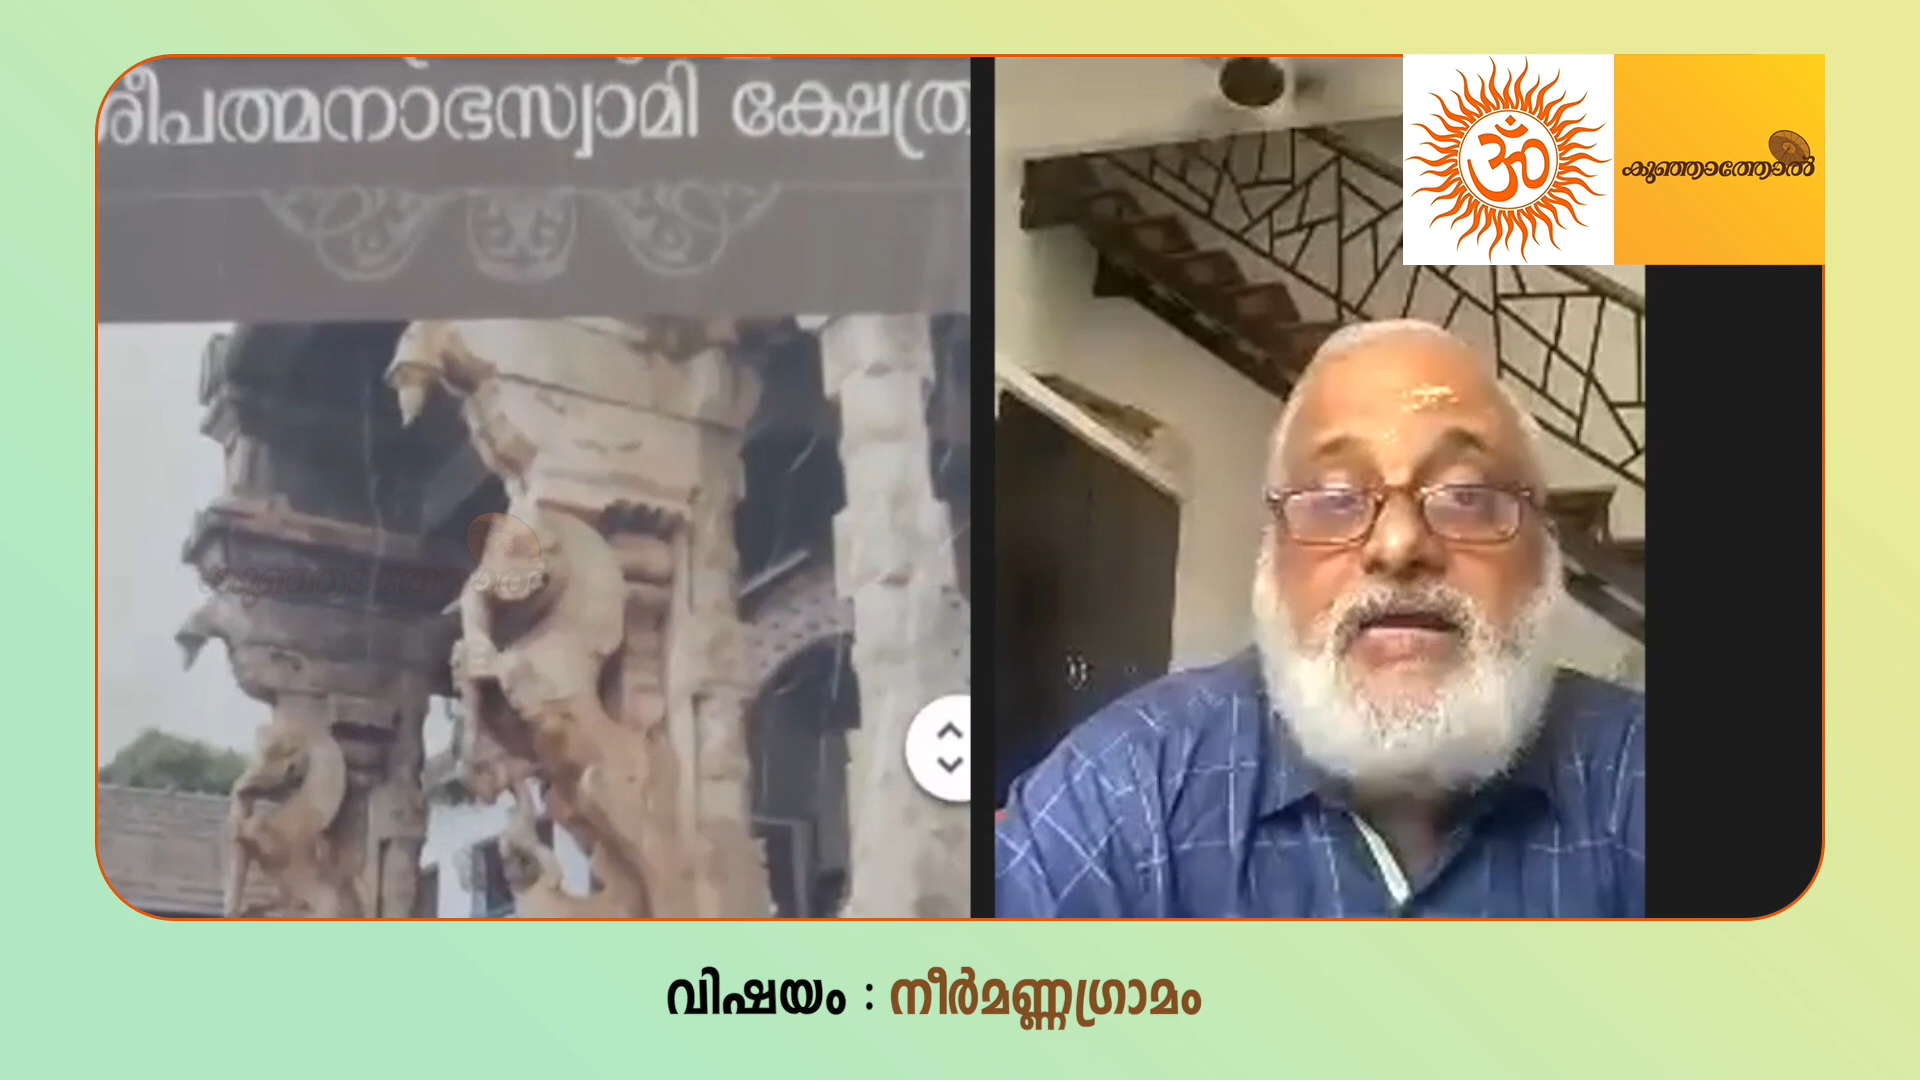 ശ്രീപത്മനാഭസ്വാമി ക്ഷേത്ര
ॐ
കുഞ്ഞാത്തോൽ
കുഞ്ഞാത്തോൽ
വിഷയം : നീർമണ്ണഗ്രാമം